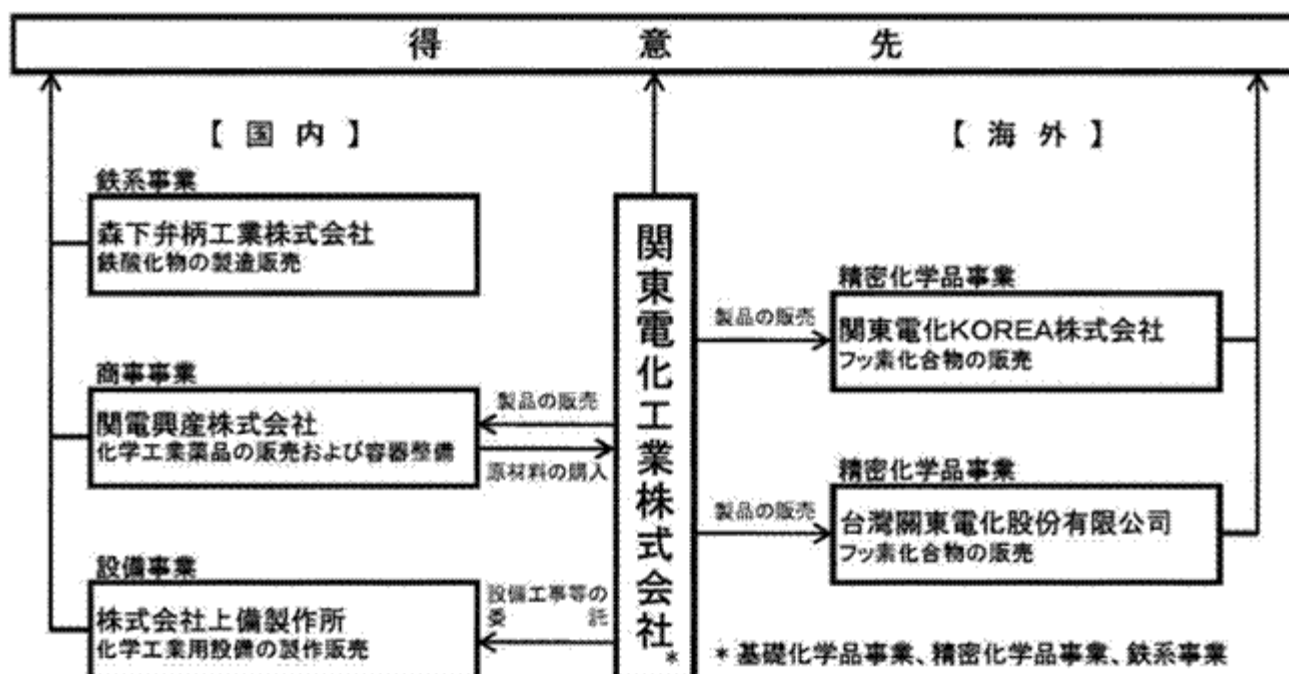 得意先
【国内】
【海外】
鉄系事業
森下弁柄工業株式会社
鉄酸化物の製造販売
商事事業
関電興産株式会社
化学工業薬品の販売および容器整備
設備事業
株式会社上備製作所
化学工業用設備の製作販売
製品の販売
原材料の購入
設備工事等の
委託
関東電化工業株式会社*
製品の販売
製品の販売
精密化学品事業
関東電化KOREA株式会社
フッ素化合物の販売
精密化学品事業
台灣關東電化股份有限公司
フッ素化合物の販売
*基礎化学品事業、精密化学品事業、鉄系事業